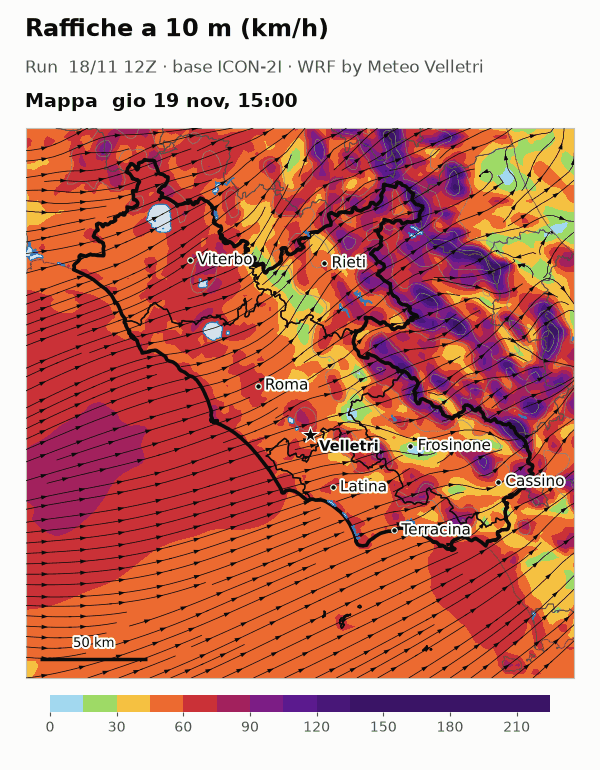 Raffiche a 10 m (km/h)
Run  18/11 12Z · base ICON-2I · WRF by Meteo Velletri
Mappa  gio 19 nov, 15:00
Viterbo
Rieti
Roma
Velletri
Frosinone
Latina
Cassino
Terracina
50 km
0 30 60 90 120 150 180 210